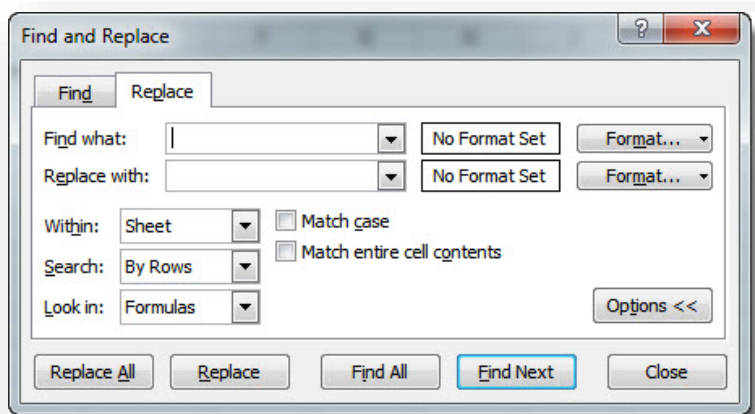 Find and Replace
Find Replace
Find what: No Format Set Format...
Replace with: No Format Set Format...
Within: Sheet Match case
Match entire cell contents
Search: By Rows
Look in: Formulas Options <<
Replace All Replace Find All Find Next Close